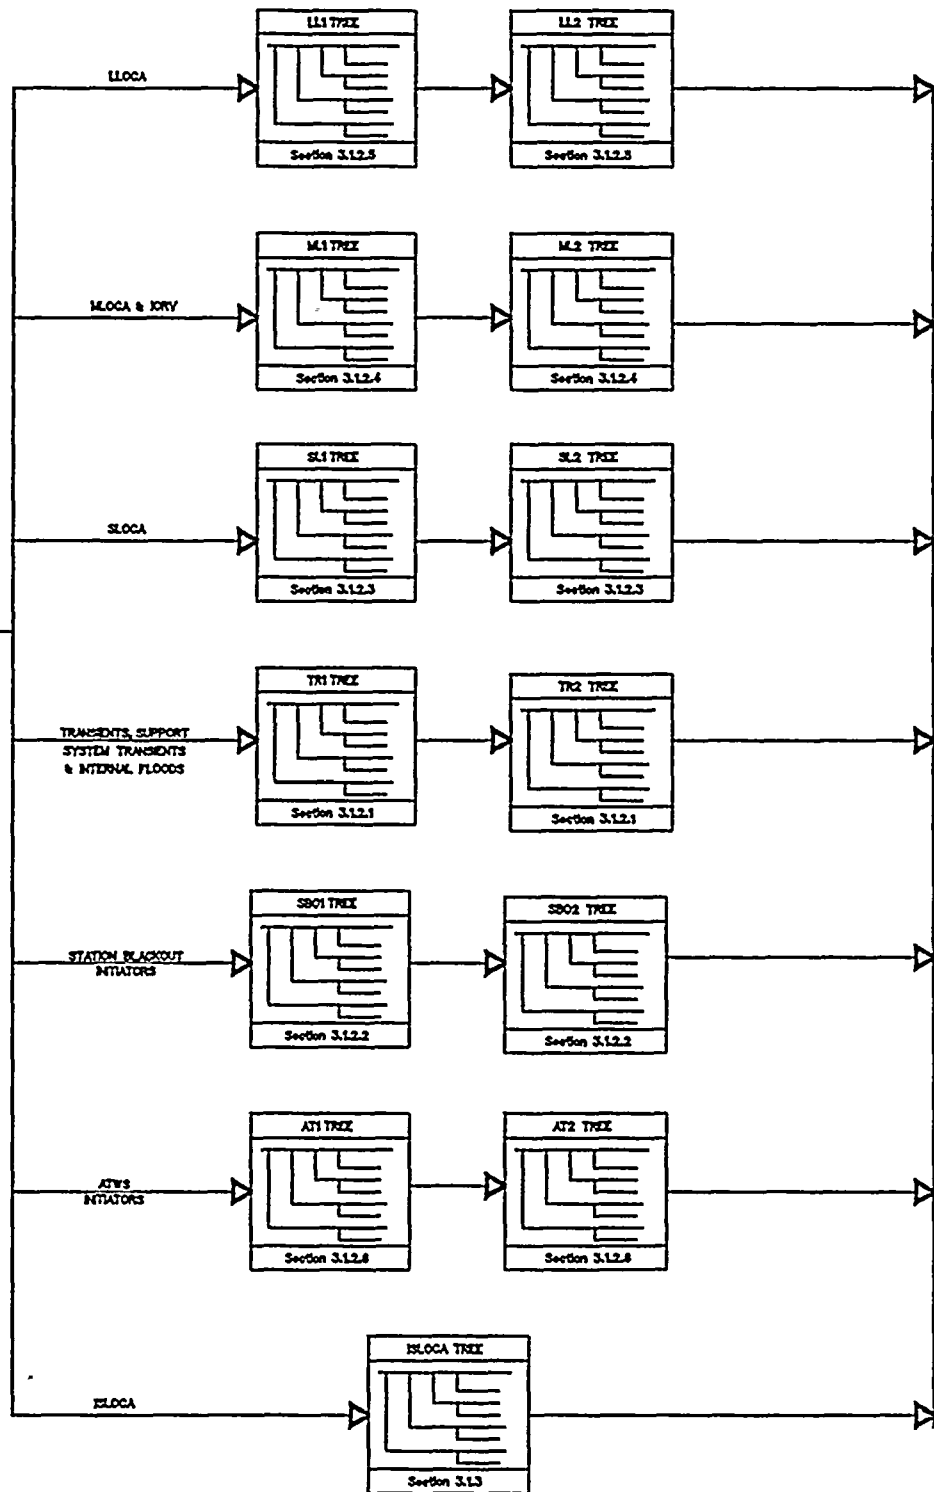 LL1 TREE
LL2 TREE
LLOCA
Section 3.1.2.5
Section 3.1.2.5
ML1 TREE
ML2 TREE
MLOCA & IORV
Section 3.1.2.4
Section 3.1.2.4
SL1 TREE
SL2 TREE
SLOCA
Section 3.1.2.3
Section 3.1.2.3
TR1 TREE
TR2 TREE
TRANSIENTS, SUPPORT
SYSTEM TRANSIENTS
& INTERNAL FLOODS
Section 3.1.2.1
Section 3.1.2.1
SBO1 TREE
SBO2 TREE
STATION BLACKOUT
INITIATORS
Section 3.1.2.2
Section 3.1.2.2
AT1 TREE
AT2 TREE
ATWS
INITIATORS
Section 3.1.2.6
Section 3.1.2.6
ISLOCA TREE
ISLOCA
Section 3.1.3